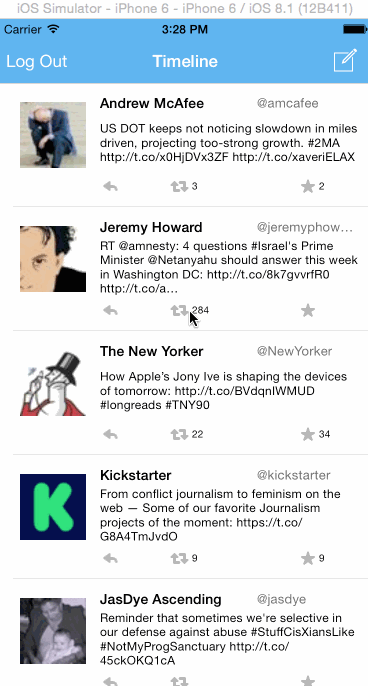 iOS Simulator - iPhone 6 - iPhone 6 / iOS 8.1 (12B411)
Carrier 3:28 PM
Log Out Timeline
Andrew McAfee @amcafee
US DOT keeps not noticing slowdown in miles
driven, projecting too-strong growth. #2MA
http://t.co/x0HjDVx3ZF http://t.co/xaveriELAX
3 2
Jeremy Howard @jeremyphow…
RT @amnesty: 4 questions #Israel's Prime
Minister @Netanyahu should answer this week
in Washington DC: http://t.co/8k7gvvrfR0
http://t.co/a…
284
The New Yorker @NewYorker
How Apple’s Jony Ive is shaping the devices
of tomorrow: http://t.co/BVdqnIWMUD
#longreads #TNY90
22 34
Kickstarter @kickstarter
From conflict journalism to feminism on the
web — Some of our favorite Journalism
projects of the moment: https://t.co/
G8A4TmJvdO
9 9
JasDye Ascending @jasdye
Reminder that sometimes we're selective in
our defense against abuse #StuffCisXiansLike
#NotMyProgSanctuary http://t.co/
45ckOKQ1cA